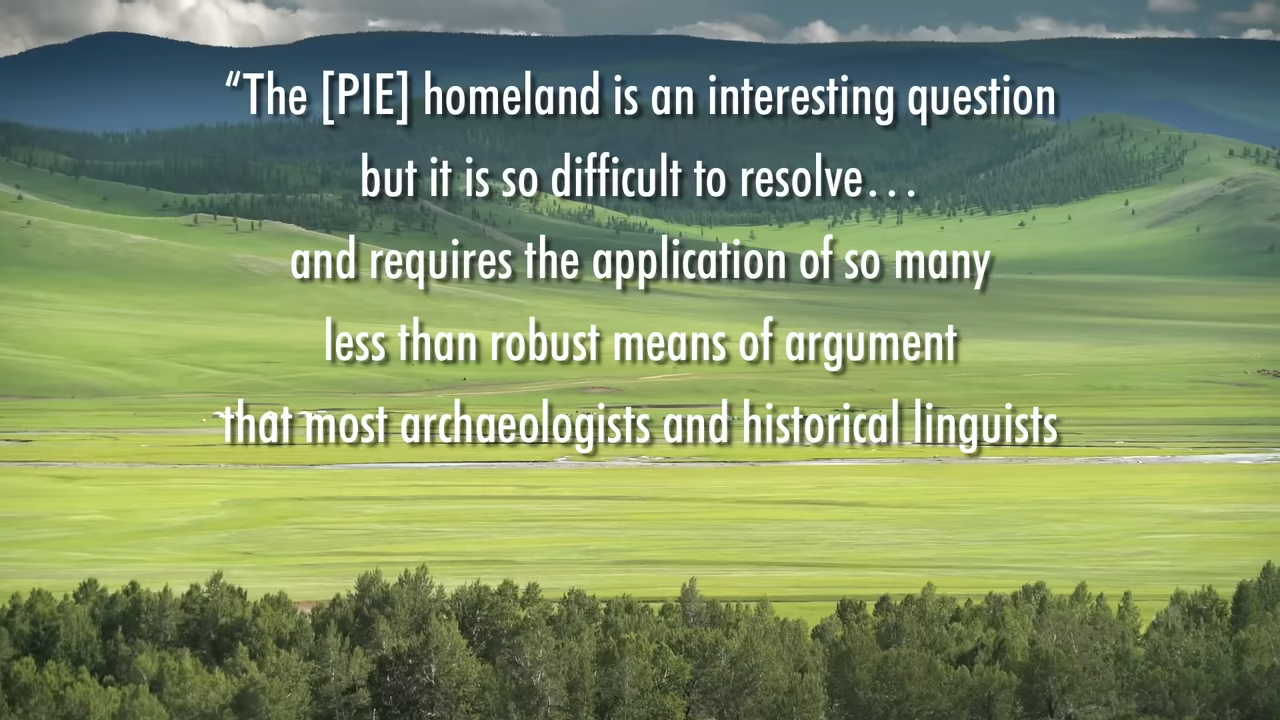 “The [PIE] homeland is an interesting question
but it is so difficult to resolve…
and requires the application of so many
less than robust means of argument
that most archaeologists and historical linguists